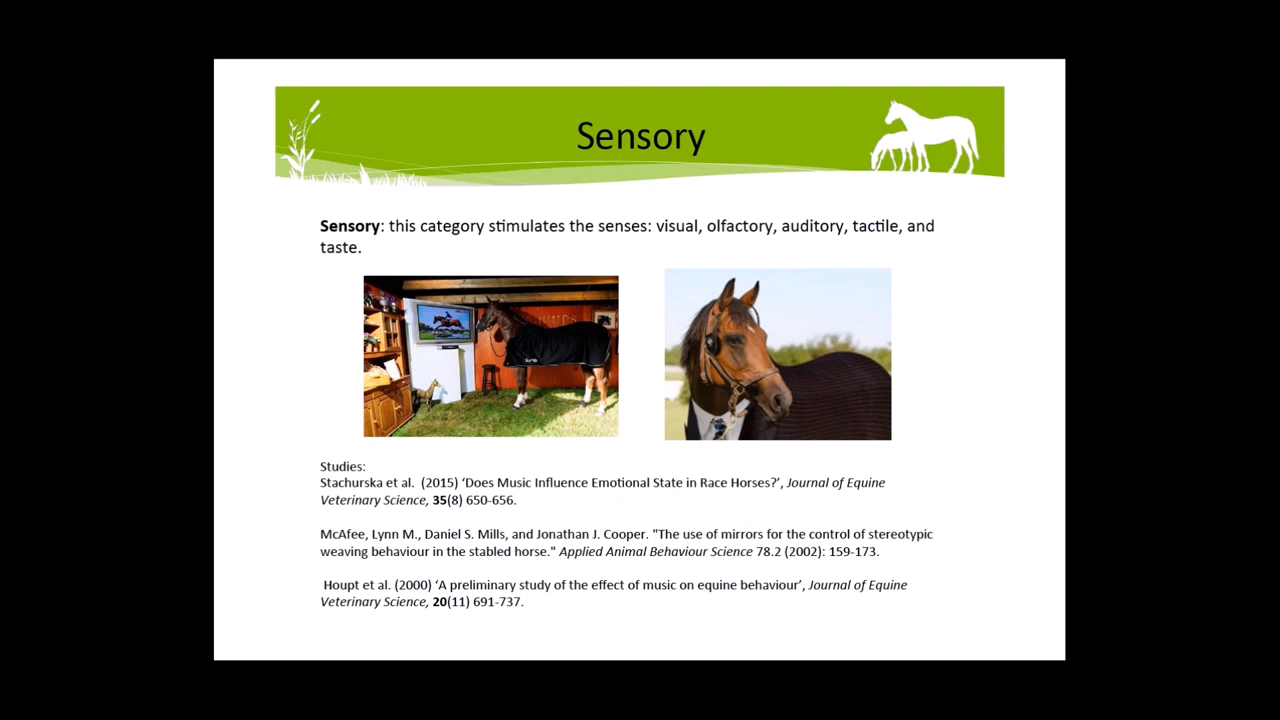 Sensory
Sensory: this category stimulates the senses: visual, olfactory, auditory, tactile, and
taste.
Studies:
Stachurska et al.  (2015) ‘Does Music Influence Emotional State in Race Horses?’, Journal of Equine
Veterinary Science, 35(8) 650-656.
McAfee, Lynn M., Daniel S. Mills, and Jonathan J. Cooper. "The use of mirrors for the control of stereotypic
weaving behaviour in the stabled horse." Applied Animal Behaviour Science 78.2 (2002): 159-173.
Houpt et al. (2000) ‘A preliminary study of the effect of music on equine behaviour’, Journal of Equine
Veterinary Science, 20(11) 691-737.